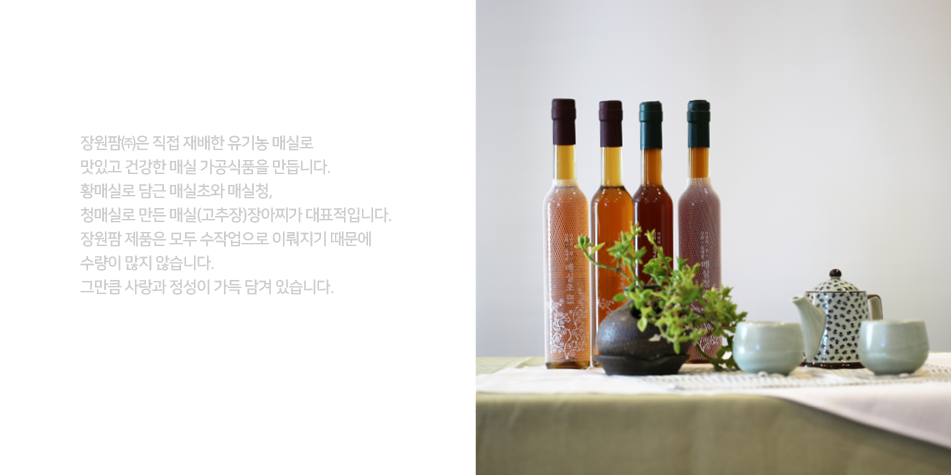 장원팜㈜은 직접 재배한 유기농 매실로
맛있고 건강한 매실 가공식품을 만듭니다.
황매실로 담근 매실초와 매실청,
청매실로 만든 매실(고추장)장아찌가 대표적입니다.
장원팜 제품은 모두 수작업으로 이뤄지기 때문에
수량이 많지 않습니다.
그만큼 사랑과 정성이 가득 담겨 있습니다.
매실초
매실